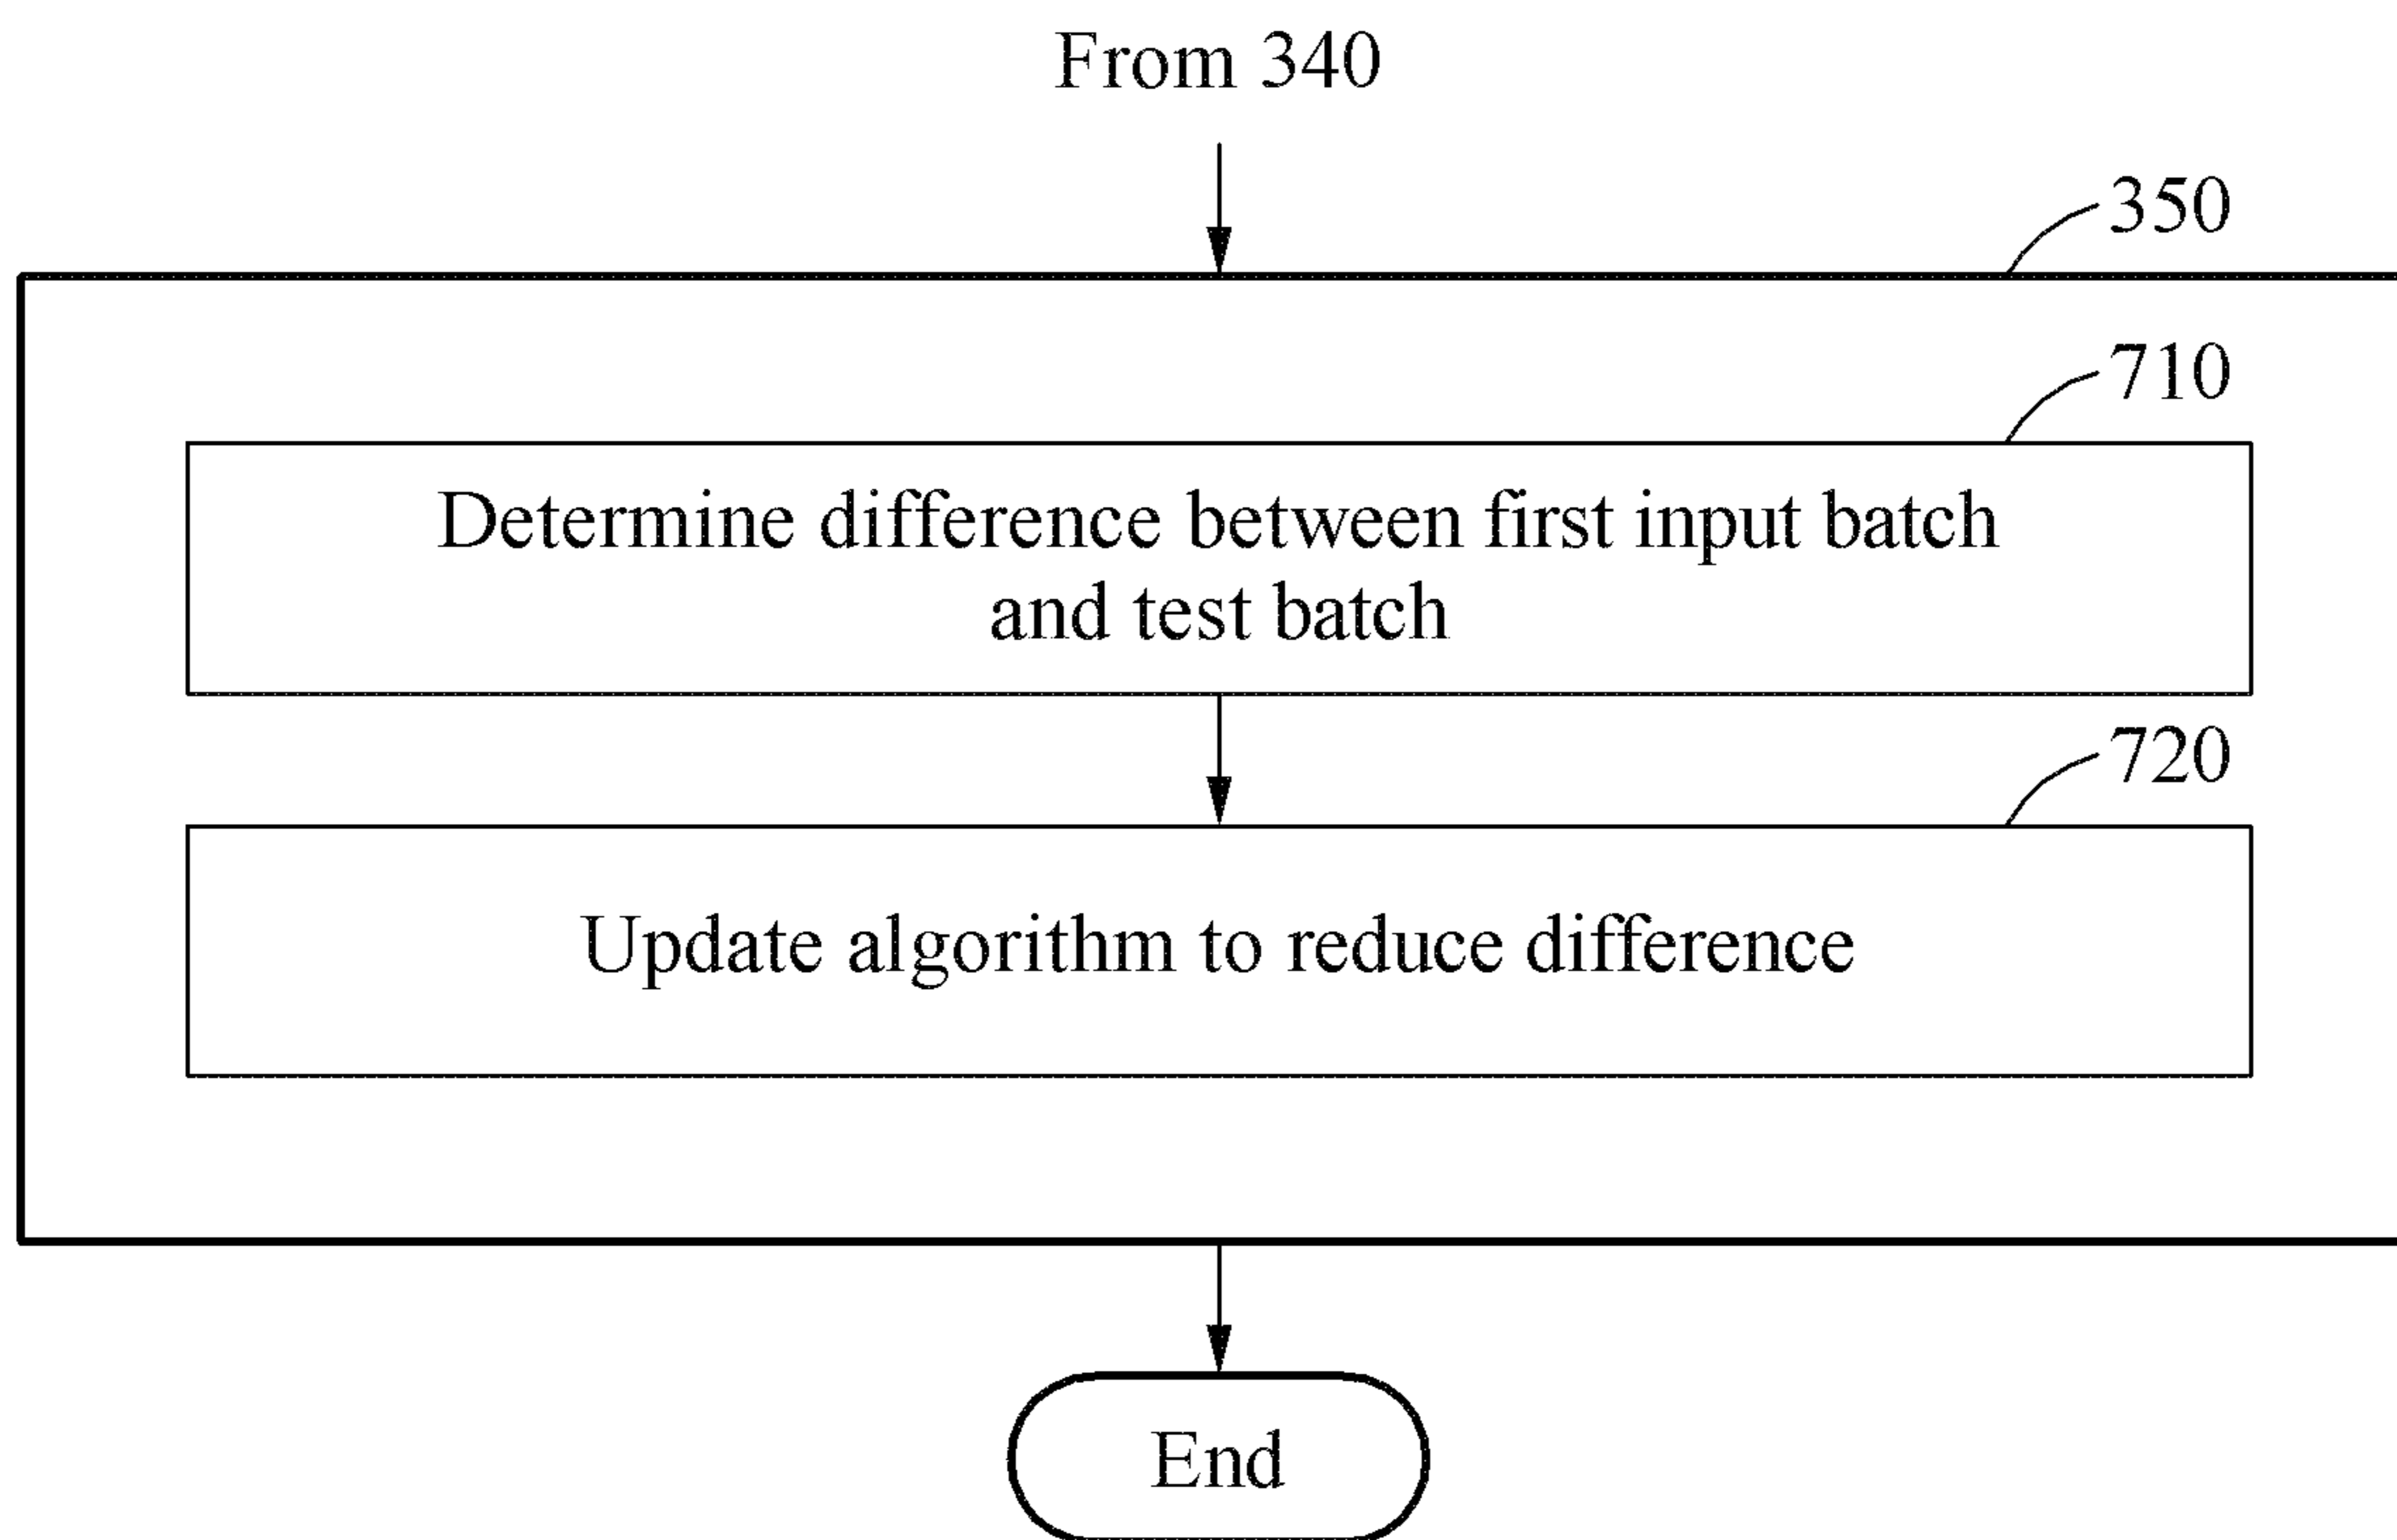 From 340
350
710
Determine difference between first input batch
and test batch
720
Update algorithm to reduce difference
End